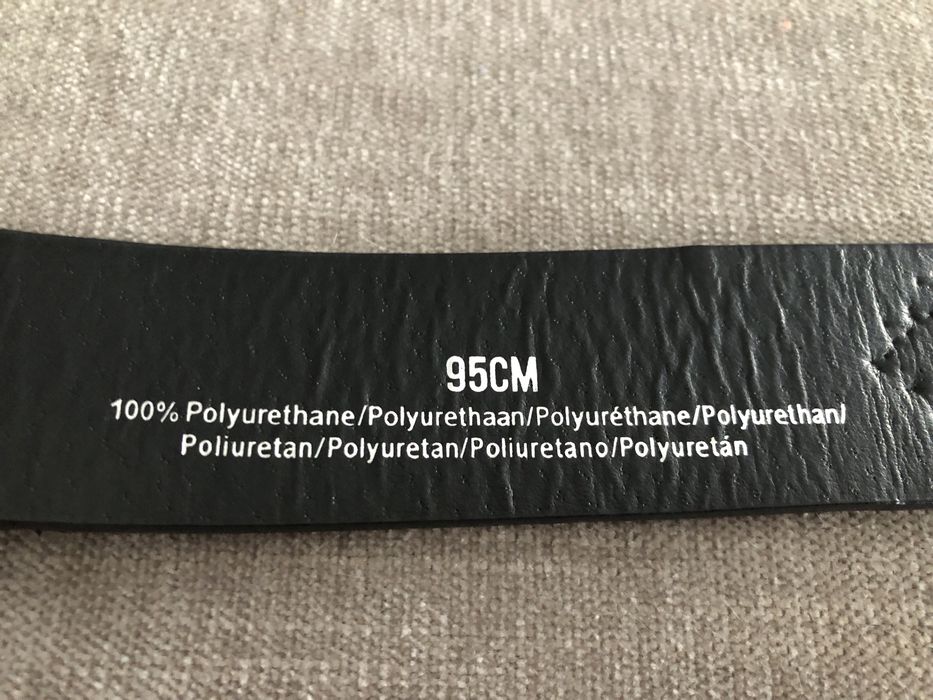 95CM
100% Polyurethane/Polyurethaan/Polyuréthane/Polyurethan/
Poliuretan/Polyuretan/Poliuretano/Polyuretán